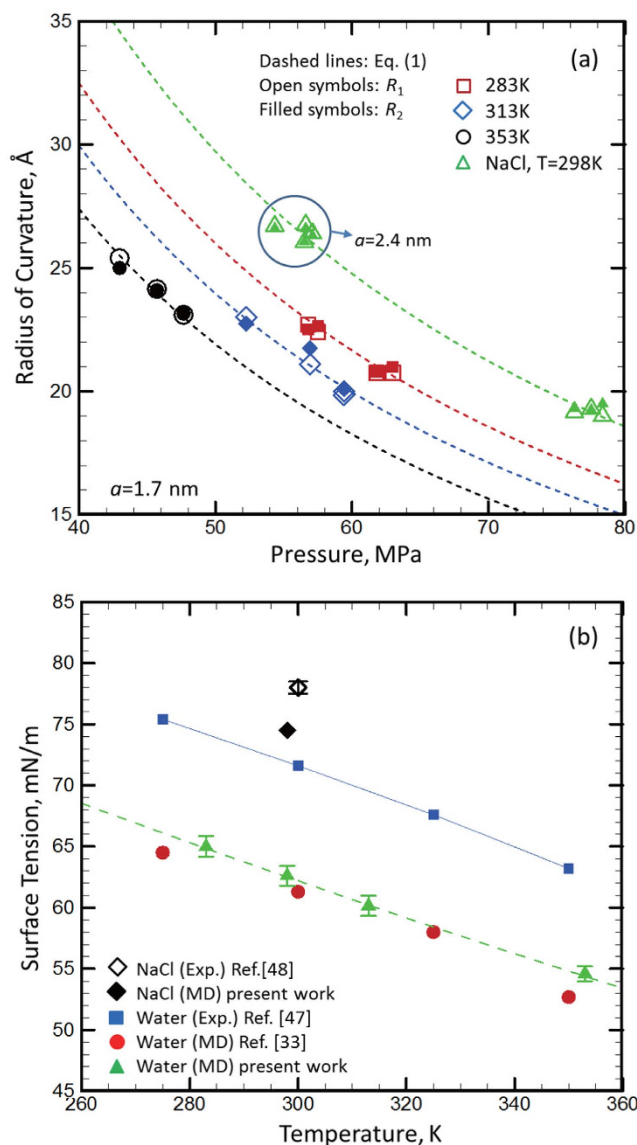 35
30
25
20
15
Radius of Curvature, Å
(a)
Dashed lines: Eq. (1)
Open symbols: R₁
Filled symbols: R₂
283K
313K
353K
NaCl, T=298K
a=2.4 nm
a=1.7 nm
40 50 60 70 80
Pressure, MPa
85
80
75
70
65
60
55
50
45
Surface Tension, mN/m
(b)
NaCl (Exp.) Ref.[48]
NaCl (MD) present work
Water (Exp.) Ref. [47]
Water (MD) Ref. [33]
Water (MD) present work
260 280 300 320 340 360
Temperature, K